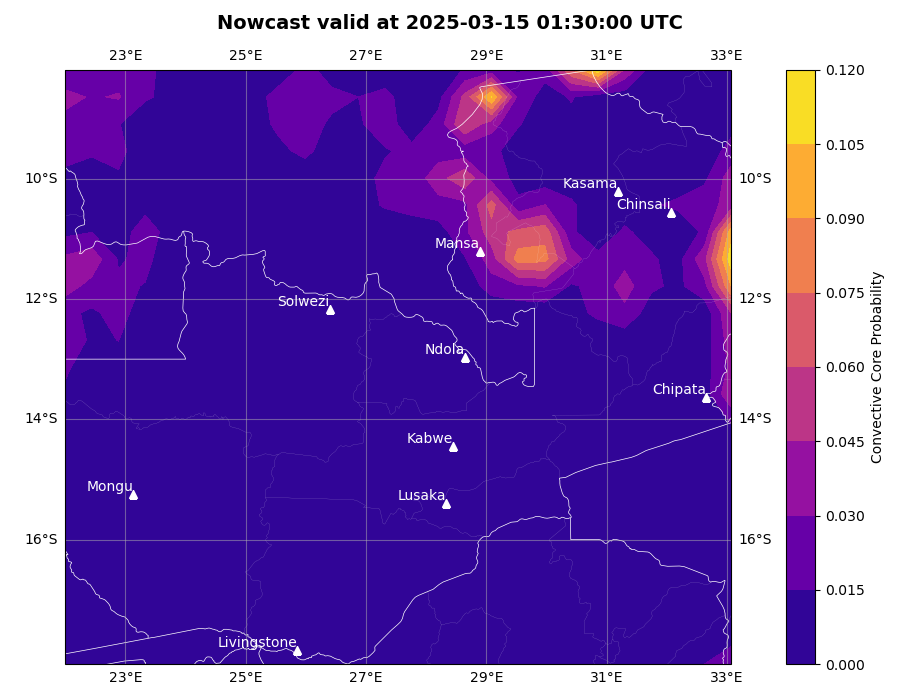 Nowcast valid at 2025-03-15 01:30:00 UTC
23°E 25°E 27°E 29°E 31°E 33°E
0.120
0.105
10°S 10°S
Kasama
Chinsali
0.090
Mansa
12°S 12°S
0.075
Solwezi
Ndola
0.060
Chipata
14°S 14°S
Kabwe
0.045
Mongu
Lusaka
0.030
16°S 16°S
0.015
Livingstone
0.000
23°E 25°E 27°E 29°E 31°E 33°E
Convective Core Probability